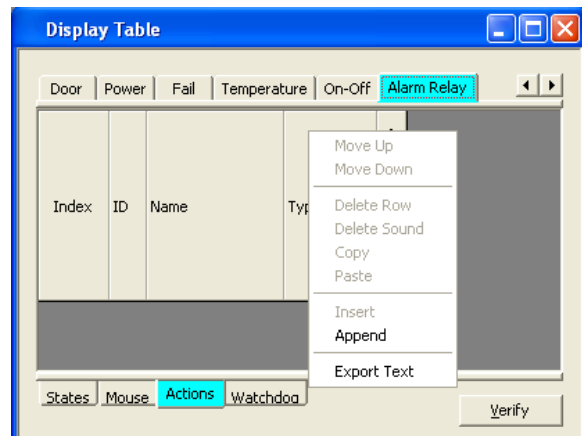 Display Table
Door Power Fail Temperature On-Off Alarm Relay
Index ID Name
Move Up
Move Down
Delete Row
Delete Sound
Copy
Paste
Insert
Append
Export Text
States Mouse Actions Watchdog
Verify